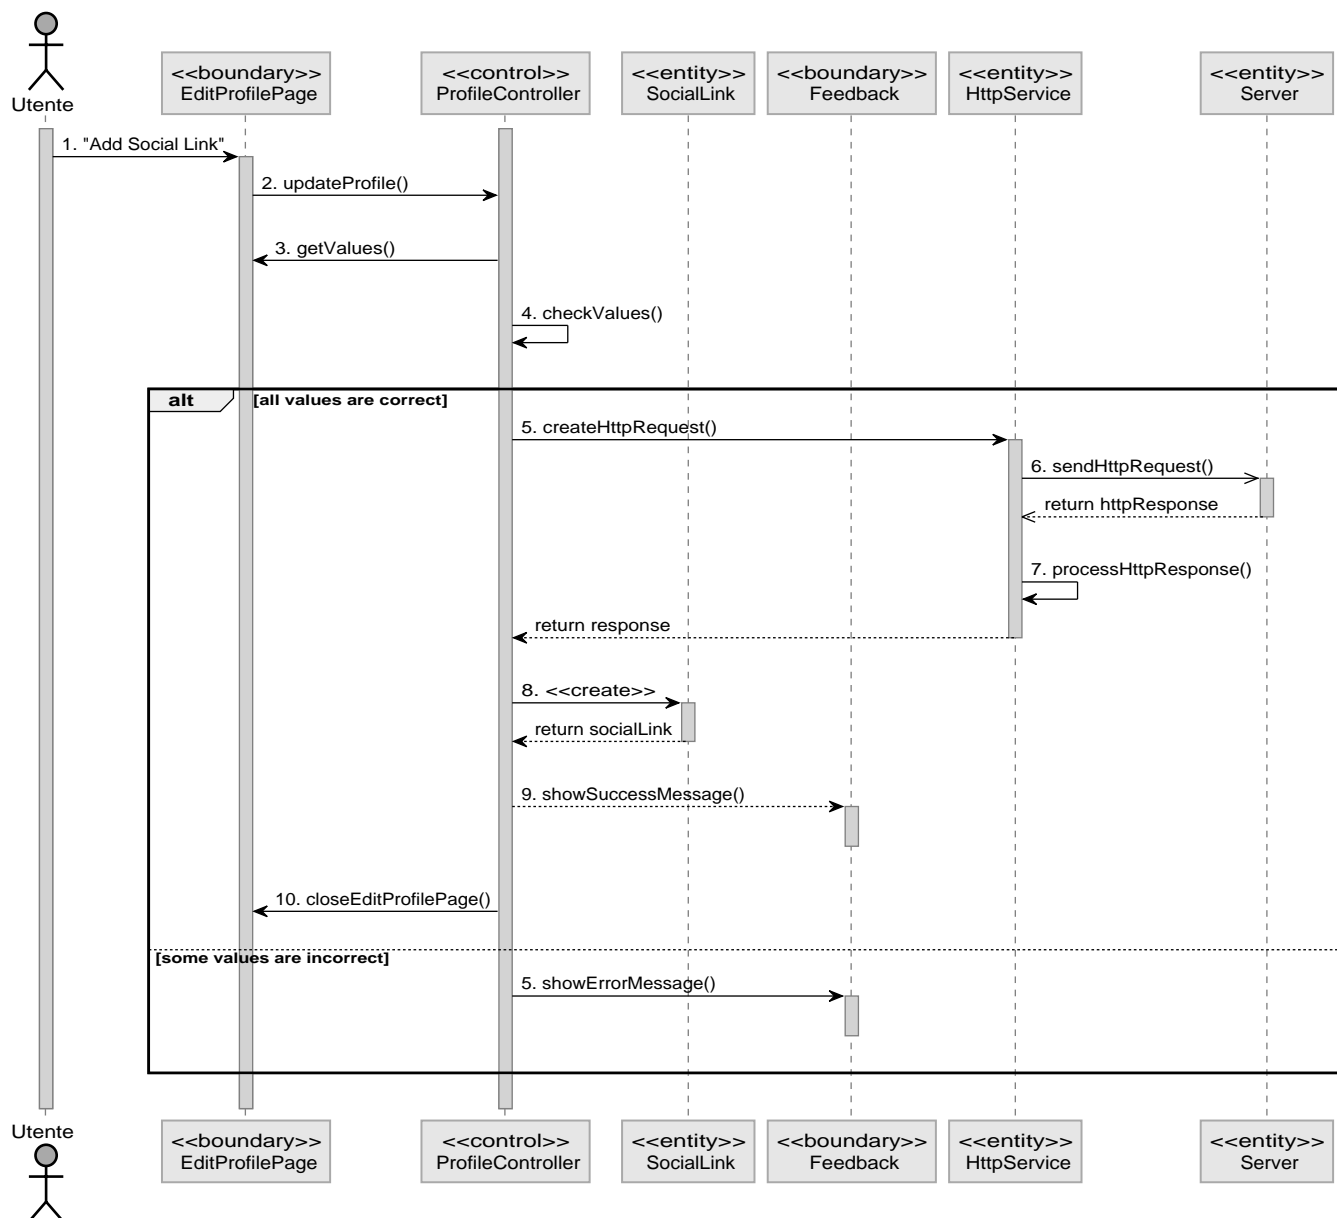 Utente
<<boundary>>
EditProfilePage
<<control>>
ProfileController
<<entity>>
SocialLink
<<boundary>>
Feedback
<<entity>>
HttpService
<<entity>>
Server
1. "Add Social Link"
2. updateProfile()
3. getValues()
4. checkValues()
alt
[all values are correct]
5. createHttpRequest()
6. sendHttpRequest()
return httpResponse
7. processHttpResponse()
return response
8. <<create>>
return socialLink
9. showSuccessMessage()
10. closeEditProfilePage()
[some values are incorrect]
5. showErrorMessage()
Utente
<<boundary>>
EditProfilePage
<<control>>
ProfileController
<<entity>>
SocialLink
<<boundary>>
Feedback
<<entity>>
HttpService
<<entity>>
Server